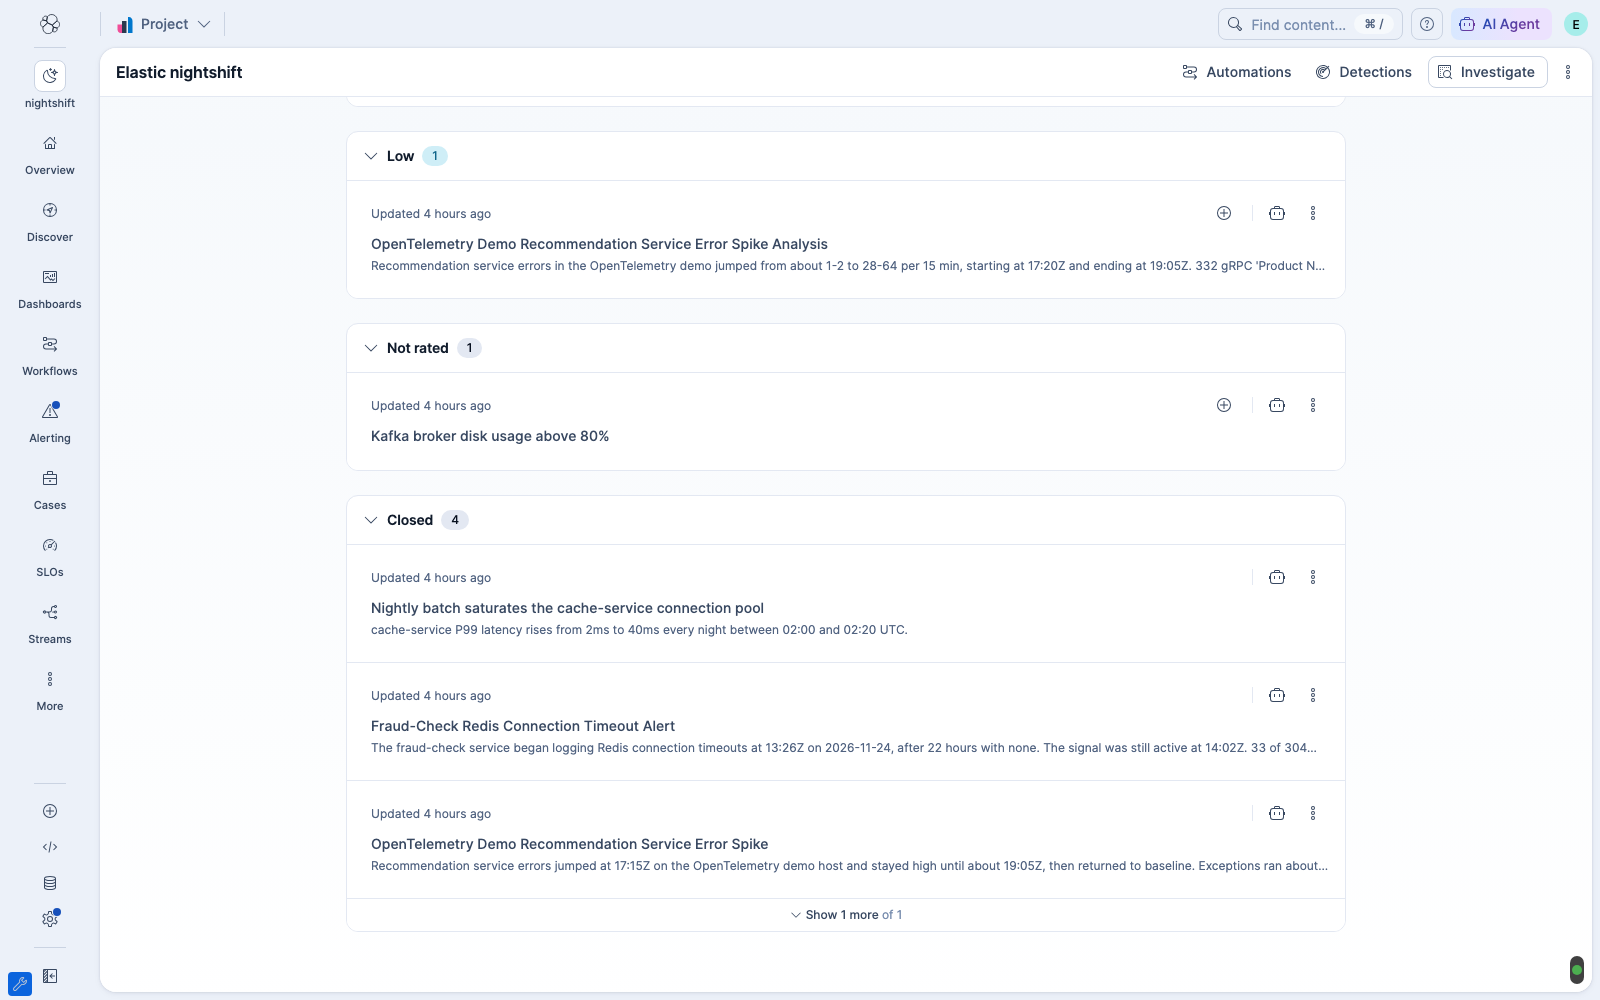 Project
Find content...
⌘ /
AI Agent
E
Elastic nightshift
Automations
Detections
Investigate
nightshift
Overview
Discover
Dashboards
Workflows
Alerting
Cases
SLOs
Streams
More
Low 1
Updated 4 hours ago
OpenTelemetry Demo Recommendation Service Error Spike Analysis
Recommendation service errors in the OpenTelemetry demo jumped from about 1-2 to 28-64 per 15 min, starting at 17:20Z and ending at 19:05Z. 332 gRPC 'Product N...
Not rated 1
Updated 4 hours ago
Kafka broker disk usage above 80%
Closed 4
Updated 4 hours ago
Nightly batch saturates the cache-service connection pool
cache-service P99 latency rises from 2ms to 40ms every night between 02:00 and 02:20 UTC.
Updated 4 hours ago
Fraud-Check Redis Connection Timeout Alert
The fraud-check service began logging Redis connection timeouts at 13:26Z on 2026-11-24, after 22 hours with none. The signal was still active at 14:02Z. 33 of 304...
Updated 4 hours ago
OpenTelemetry Demo Recommendation Service Error Spike
Recommendation service errors jumped at 17:15Z on the OpenTelemetry demo host and stayed high until about 19:05Z, then returned to baseline. Exceptions ran about...
Show 1 more of 1